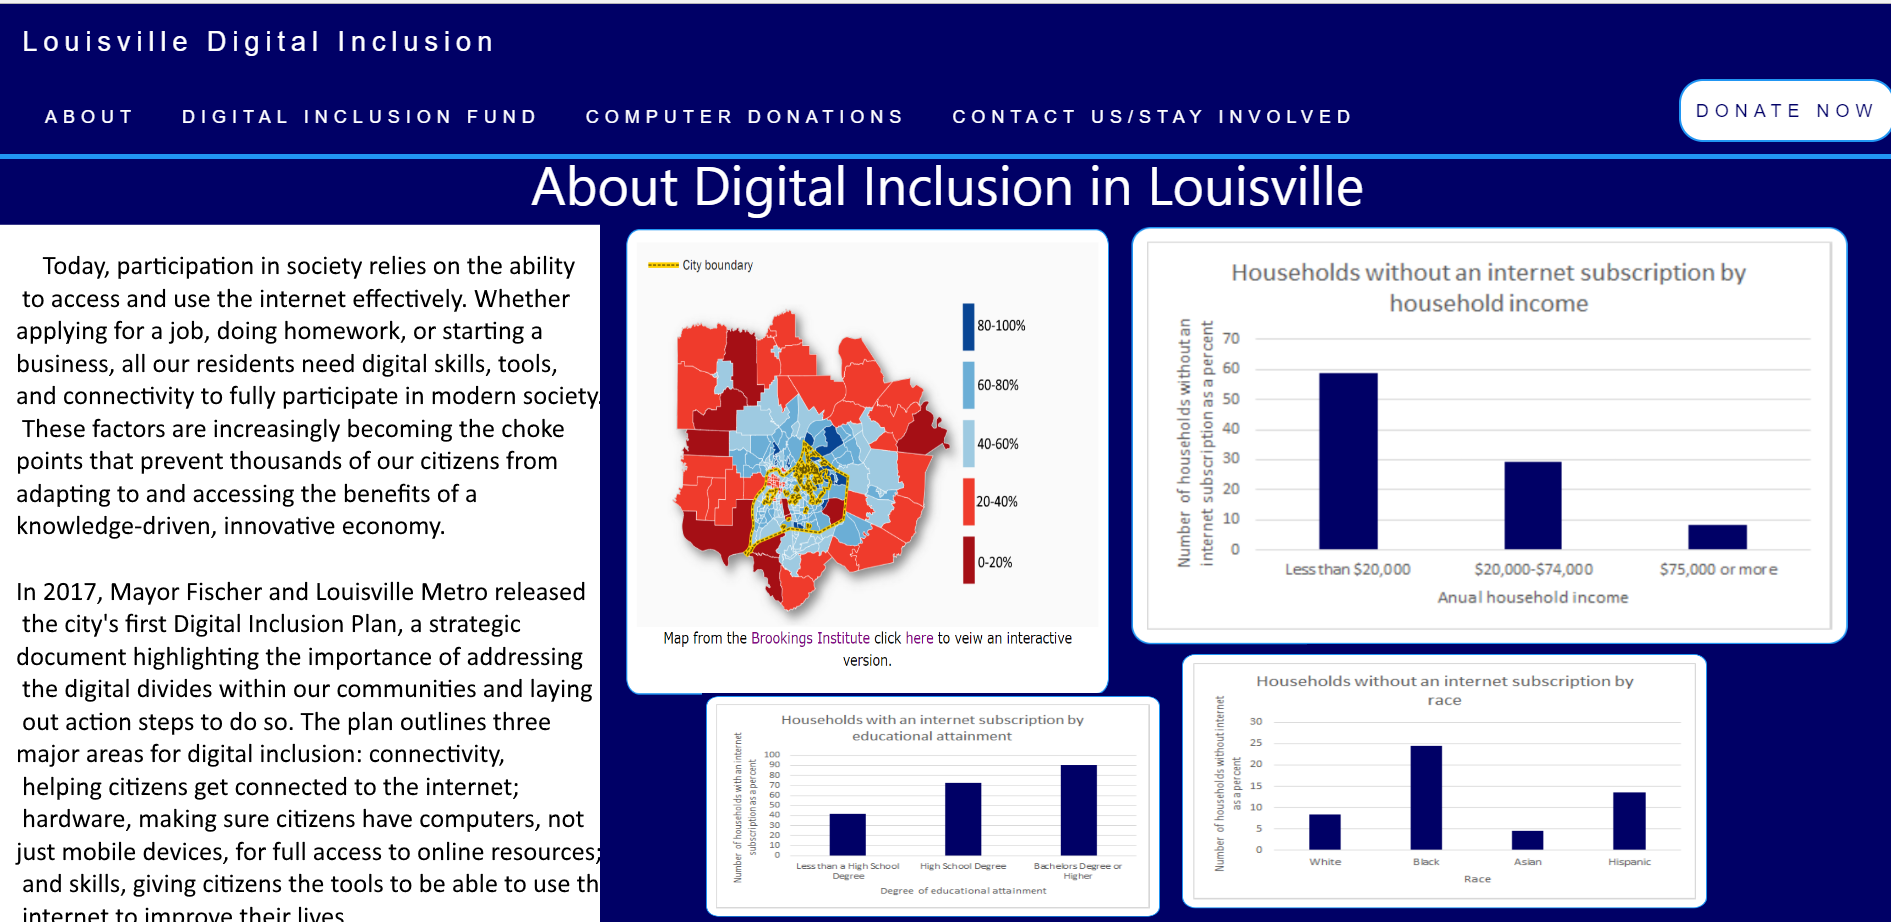 Louisville Digital Inclusion
ABOUT DIGITAL INCLUSION FUND COMPUTER DONATIONS CONTACT US/STAY INVOLVED DONATE NOW
About Digital Inclusion in Louisville
Today, participation in society relies on the ability
to access and use the internet effectively. Whether
applying for a job, doing homework, or starting a
business, all our residents need digital skills, tools,
and connectivity to fully participate in modern society.
These factors are increasingly becoming the choke
points that prevent thousands of our citizens from
adapting to and accessing the benefits of a
knowledge-driven, innovative economy.
In 2017, Mayor Fischer and Louisville Metro released
the city's first Digital Inclusion Plan, a strategic
document highlighting the importance of addressing
the digital divides within our communities and laying
out action steps to do so. The plan outlines three
major areas for digital inclusion: connectivity,
helping citizens get connected to the internet;
hardware, making sure citizens have computers, not
just mobile devices, for full access to online resources;
and skills, giving citizens the tools to be able to use th
internet to improve their lives
City boundary
80-100%
60-80%
40-60%
20-40%
0-20%
Map from the Brookings Institute click here to veiw an interactive
version.
Households without an internet subscription by
household income
Number of households without an
internet subscription as a percent
70
60
50
40
30
20
10
0
Less than $20,000 $20,000-$74,000 $75,000 or more
Anual household income
Households with an internet subscription by
educational attainment
Number of households with an internet
subscription as a percent
100
90
80
70
60
50
40
30
20
10
0
Less than a High School
Degree
High School Degree
Bachelors Degree or
Higher
Degree of educational attainment
Households without an internet subscription by
race
Number of households without internet
as a percent
30
25
20
15
10
5
0
White Black Asian Hispanic
Race